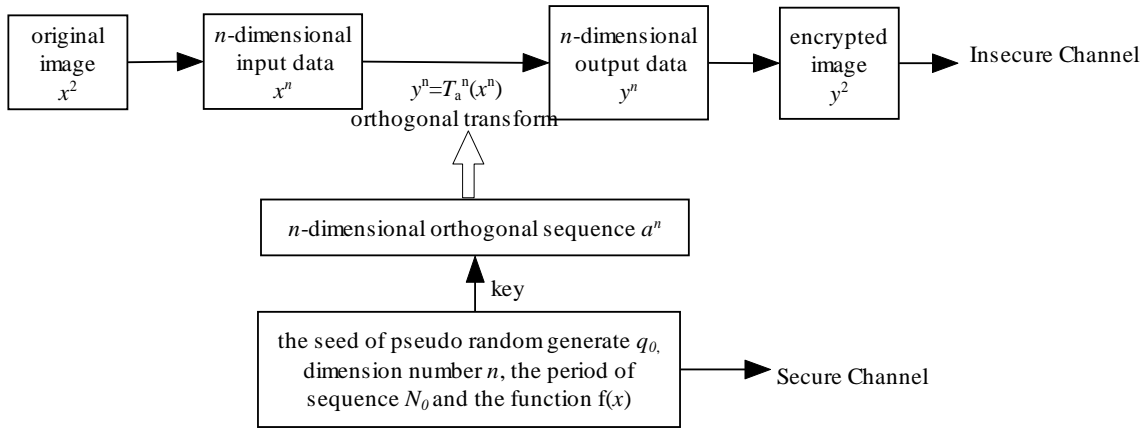 original
image
x²
n-dimensional
input data
xⁿ
yⁿ=Tₐⁿ(xⁿ)
orthogonal transform
n-dimensional
output data
yⁿ
encrypted
image
y²
Insecure Channel
n-dimensional orthogonal sequence aⁿ
key
the seed of pseudo random generate q₀,
dimension number n, the period of
sequence N₀ and the function f(x)
Secure Channel